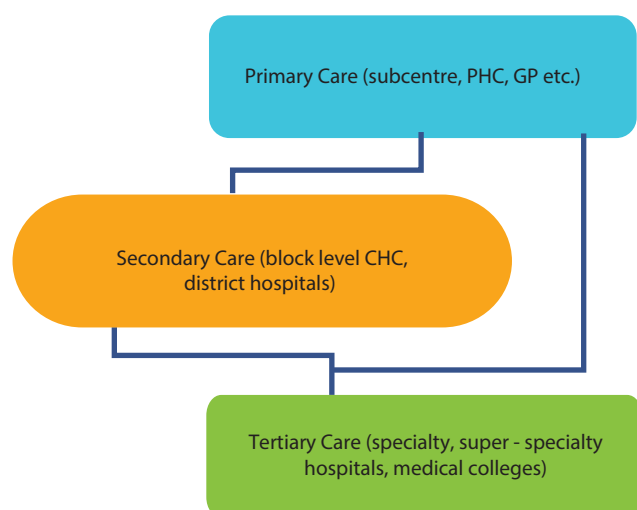 Primary Care (subcentre, PHC, GP etc.)
Secondary Care (block level CHC,
district hospitals)
Tertiary Care (specialty, super - specialty
hospitals, medical colleges)